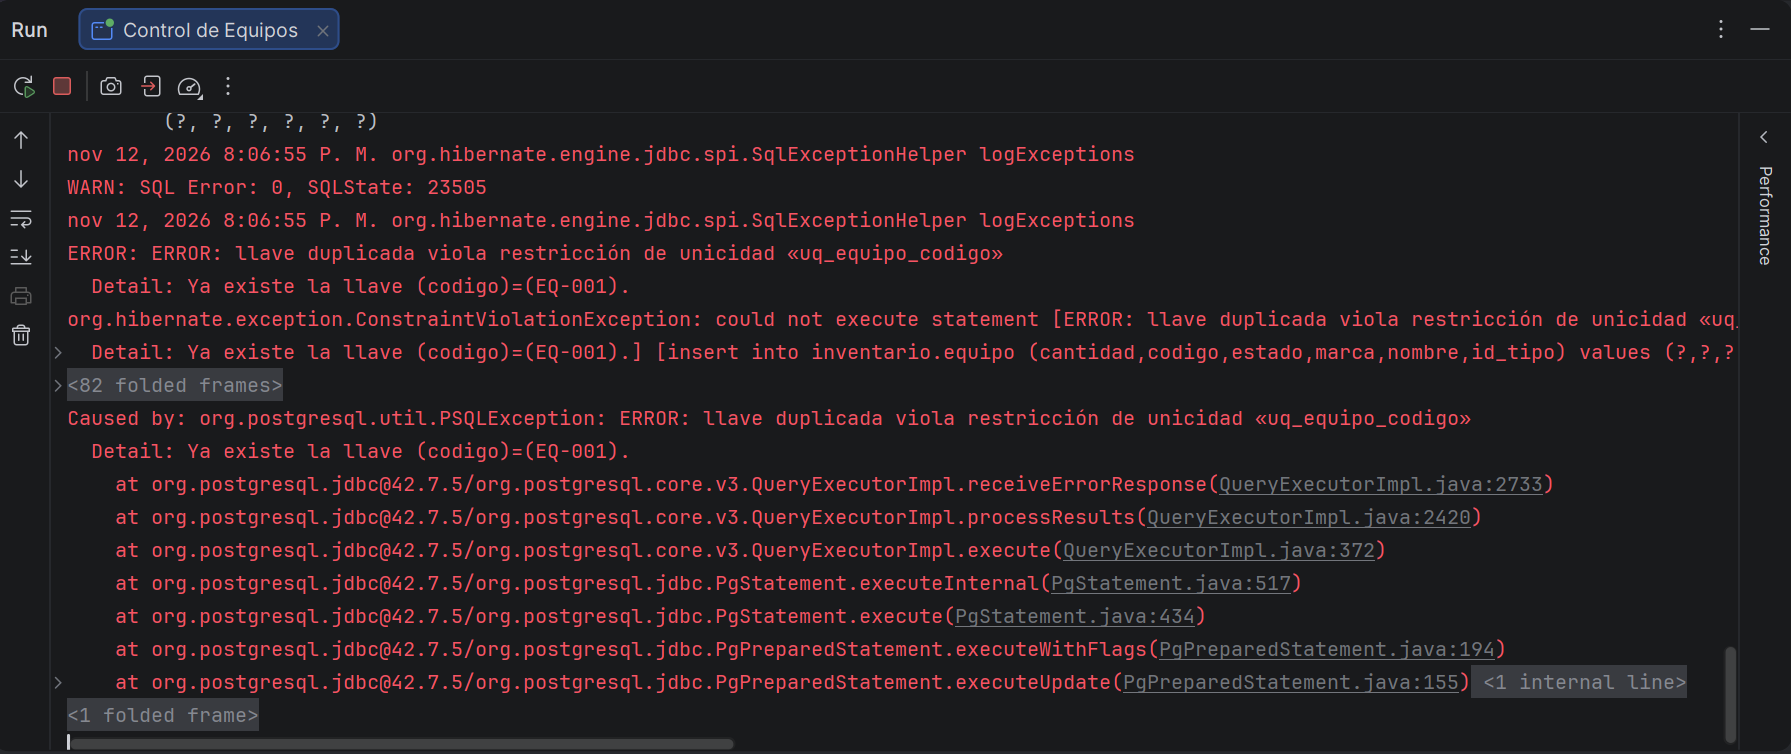 Run
Control de Equipos
(?, ?, ?, ?, ?, ?)
nov 12, 2026 8:06:55 P. M. org.hibernate.engine.jdbc.spi.SqlExceptionHelper logExceptions
WARN: SQL Error: 0, SQLState: 23505
nov 12, 2026 8:06:55 P. M. org.hibernate.engine.jdbc.spi.SqlExceptionHelper logExceptions
ERROR: ERROR: llave duplicada viola restricción de unicidad «uq_equipo_codigo»
Detail: Ya existe la llave (codigo)=(EQ-001).
org.hibernate.exception.ConstraintViolationException: could not execute statement [ERROR: llave duplicada viola restricción de unicidad «uq_
Detail: Ya existe la llave (codigo)=(EQ-001).] [insert into inventario.equipo (cantidad,codigo,estado,marca,nombre,id_tipo) values (?,?,?
<82 folded frames>
Caused by: org.postgresql.util.PSQLException: ERROR: llave duplicada viola restricción de unicidad «uq_equipo_codigo»
Detail: Ya existe la llave (codigo)=(EQ-001).
at org.postgresql.jdbc@42.7.5/org.postgresql.core.v3.QueryExecutorImpl.receiveErrorResponse(QueryExecutorImpl.java:2733)
at org.postgresql.jdbc@42.7.5/org.postgresql.core.v3.QueryExecutorImpl.processResults(QueryExecutorImpl.java:2420)
at org.postgresql.jdbc@42.7.5/org.postgresql.core.v3.QueryExecutorImpl.execute(QueryExecutorImpl.java:372)
at org.postgresql.jdbc@42.7.5/org.postgresql.jdbc.PgStatement.executeInternal(PgStatement.java:517)
at org.postgresql.jdbc@42.7.5/org.postgresql.jdbc.PgStatement.execute(PgStatement.java:434)
at org.postgresql.jdbc@42.7.5/org.postgresql.jdbc.PgPreparedStatement.executeWithFlags(PgPreparedStatement.java:194)
at org.postgresql.jdbc@42.7.5/org.postgresql.jdbc.PgPreparedStatement.executeUpdate(PgPreparedStatement.java:155) <1 internal line>
<1 folded frame>
Performance